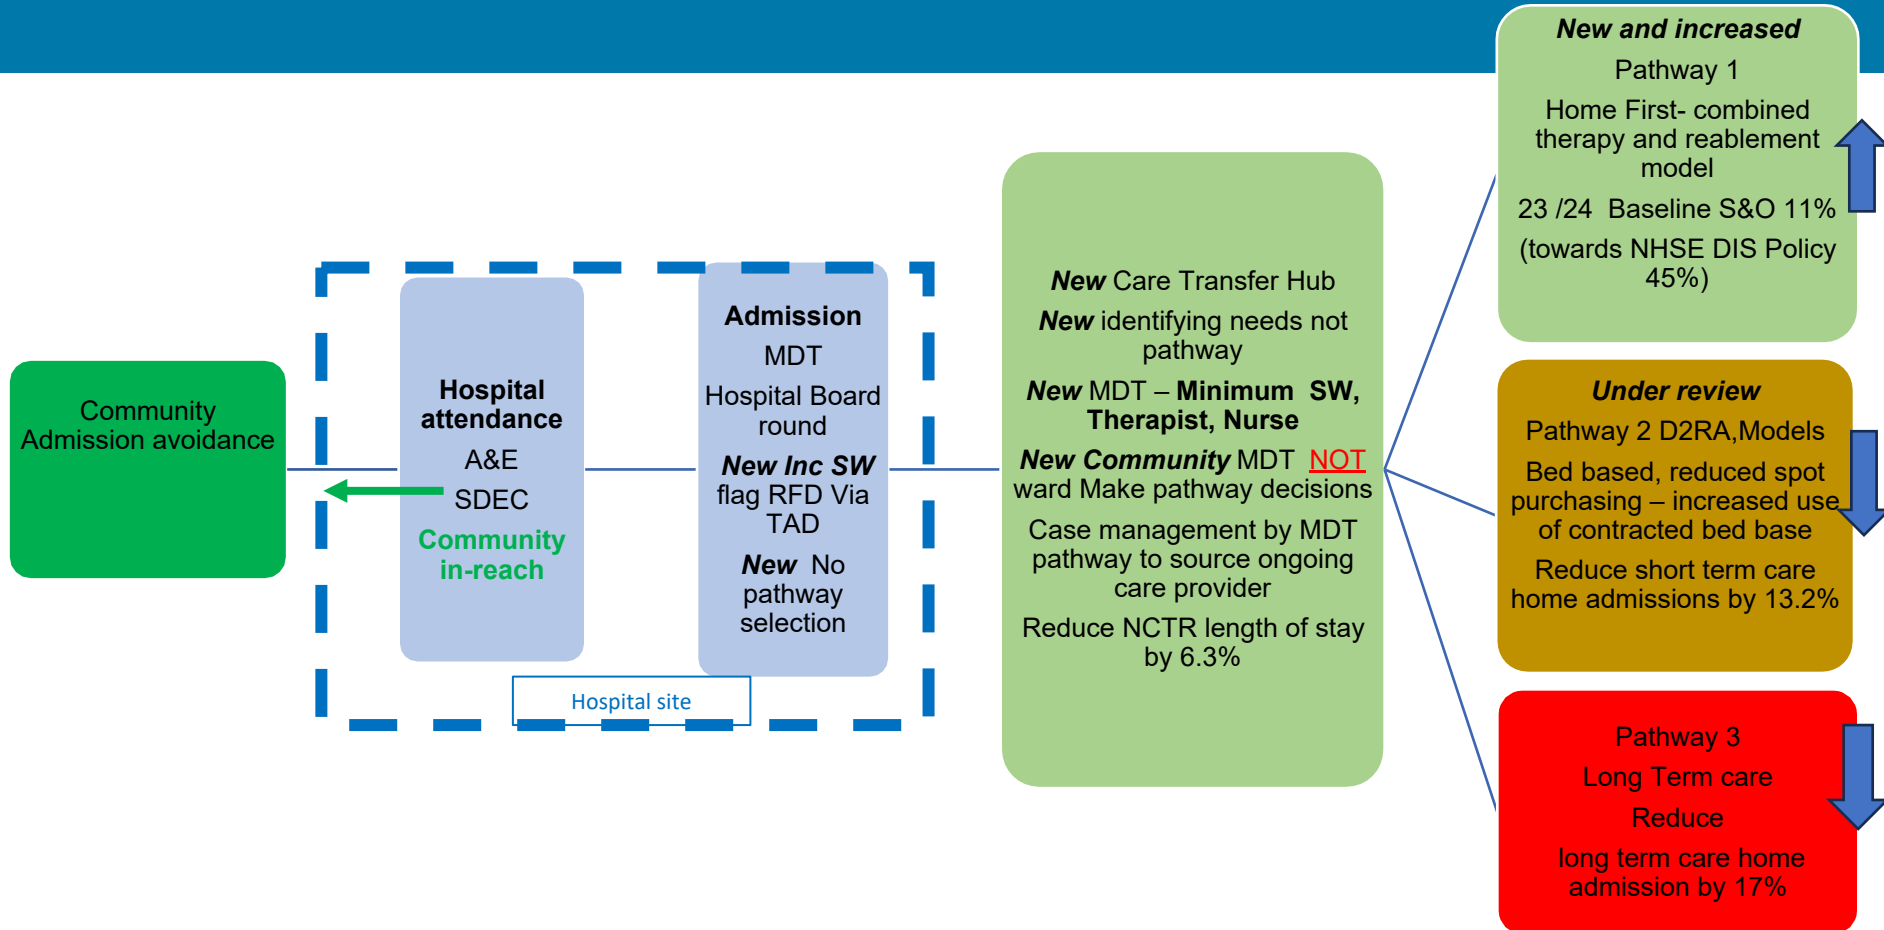 Community
Admission avoidance
Hospital
attendance
A&E
SDEC
Community
in-reach
Admission
MDT
Hospital Board
round
New Inc SW
flag RFD Via
TAD
New No
pathway
selection
Hospital site
New Care Transfer Hub
New identifying needs not
pathway
New MDT – Minimum SW,
Therapist, Nurse
New Community MDT NOT
ward Make pathway decisions
Case management by MDT
pathway to source ongoing
care provider
Reduce NCTR length of stay
by 6.3%
New and increased
Pathway 1
Home First- combined
therapy and reablement
model
23 /24 Baseline S&O 11%
(towards NHSE DIS Policy
45%)
Under review
Pathway 2 D2RA,Models
Bed based, reduced spot
purchasing – increased use
of contracted bed base
Reduce short term care
home admissions by 13.2%
Pathway 3
Long Term care
Reduce
long term care home
admission by 17%